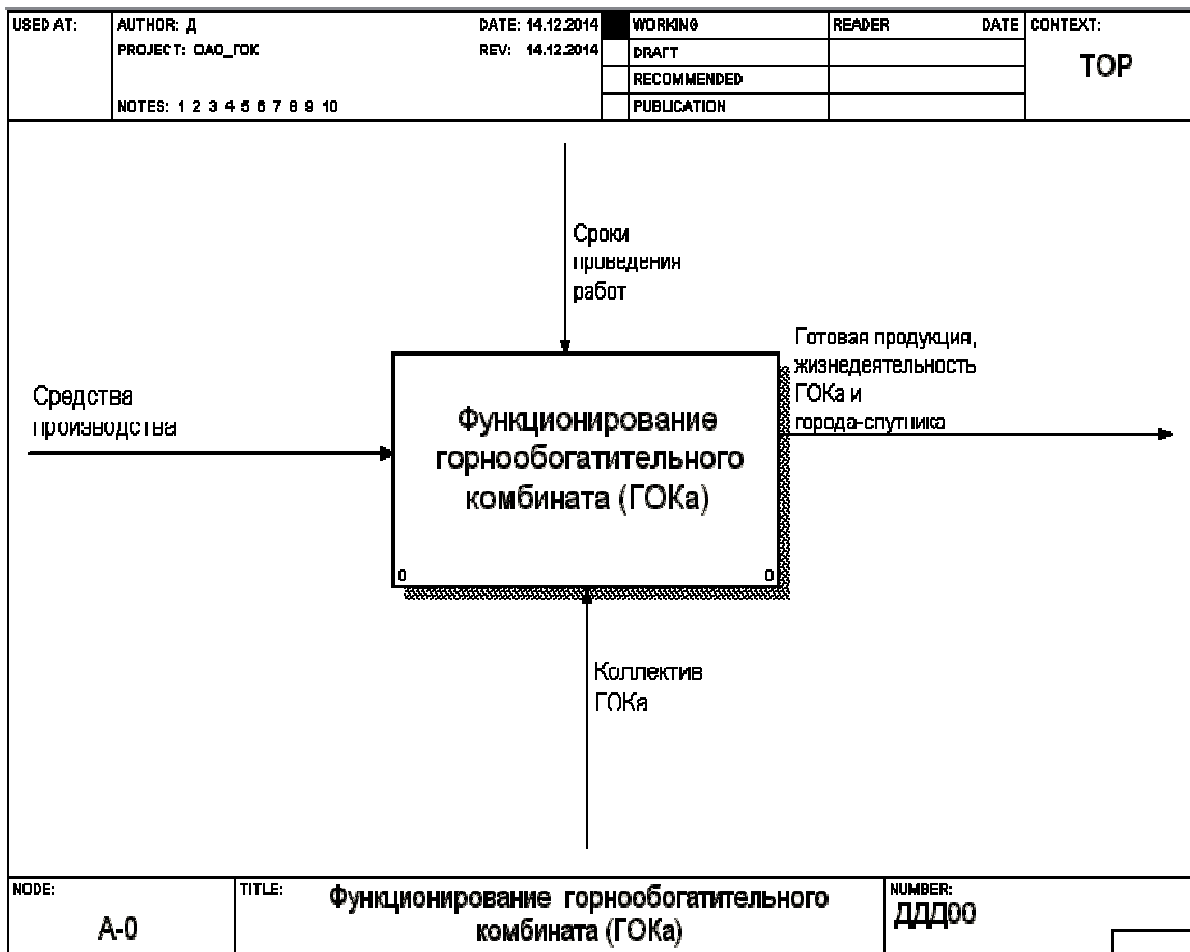 USED AT:
AUTHOR: Д
DATE: 14.12.2014
WORKING
READER
DATE
CONTEXT:
PROJECT: ОАО_ГОК
REV: 14.12.2014
DRAFT
TOP
RECOMMENDED
NOTES: 1 2 3 4 5 6 7 8 9 10
PUBLICATION
Сроки
проведения
работ
Готовая продукция,
жизнедеятельность
ГОКа и
города-спутника
Средства
производства
Функционирование
горнообогатительного
комбината (ГОКа)
0
0
Коллектив
ГОКа
NODE:
TITLE:
Функционирование горнообогатительного
комбината (ГОКа)
NUMBER:
A-0
ДДД00